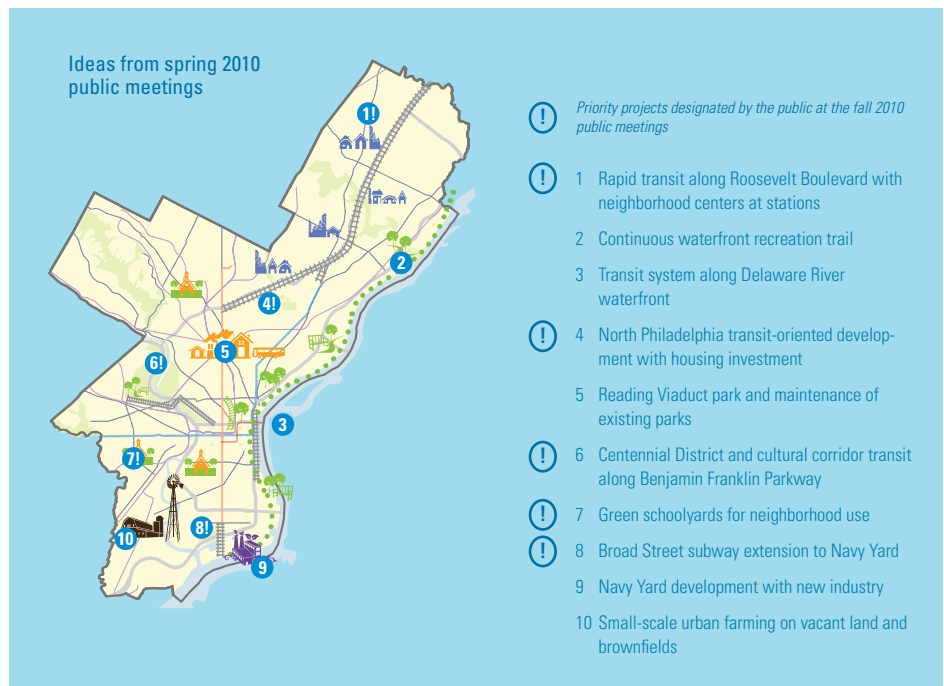 Ideas from spring 2010
public meetings
! Priority projects designated by the public at the fall 2010
public meetings
! 1 Rapid transit along Roosevelt Boulevard with
neighborhood centers at stations
2 Continuous waterfront recreation trail
3 Transit system along Delaware River
waterfront
! 4 North Philadelphia transit-oriented develop-
ment with housing investment
5 Reading Viaduct park and maintenance of
existing parks
! 6 Centennial District and cultural corridor transit
along Benjamin Franklin Parkway
! 7 Green schoolyards for neighborhood use
! 8 Broad Street subway extension to Navy Yard
9 Navy Yard development with new industry
10 Small-scale urban farming on vacant land and
brownfields
1!
2
4!
5
6!
3
7!
8!
10
9